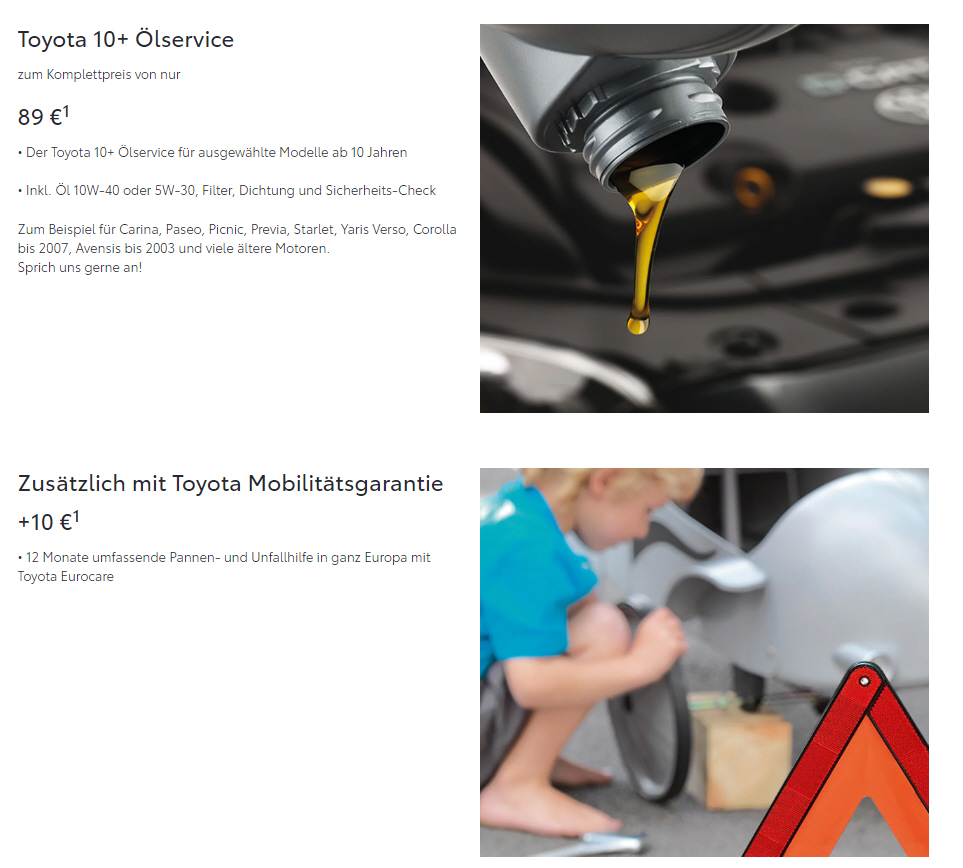 Toyota 10+ Ölservice
zum Komplettpreis von nur
89 €¹
• Der Toyota 10+ Ölservice für ausgewählte Modelle ab 10 Jahren
• Inkl. Öl 10W-40 oder 5W-30, Filter, Dichtung und Sicherheits-Check
Zum Beispiel für Carina, Paseo, Picnic, Previa, Starlet, Yaris Verso, Corolla
bis 2007, Avensis bis 2003 und viele ältere Motoren.
Sprich uns gerne an!
Zusätzlich mit Toyota Mobilitätsgarantie
+10 €¹
• 12 Monate umfassende Pannen- und Unfallhilfe in ganz Europa mit
Toyota Eurocare